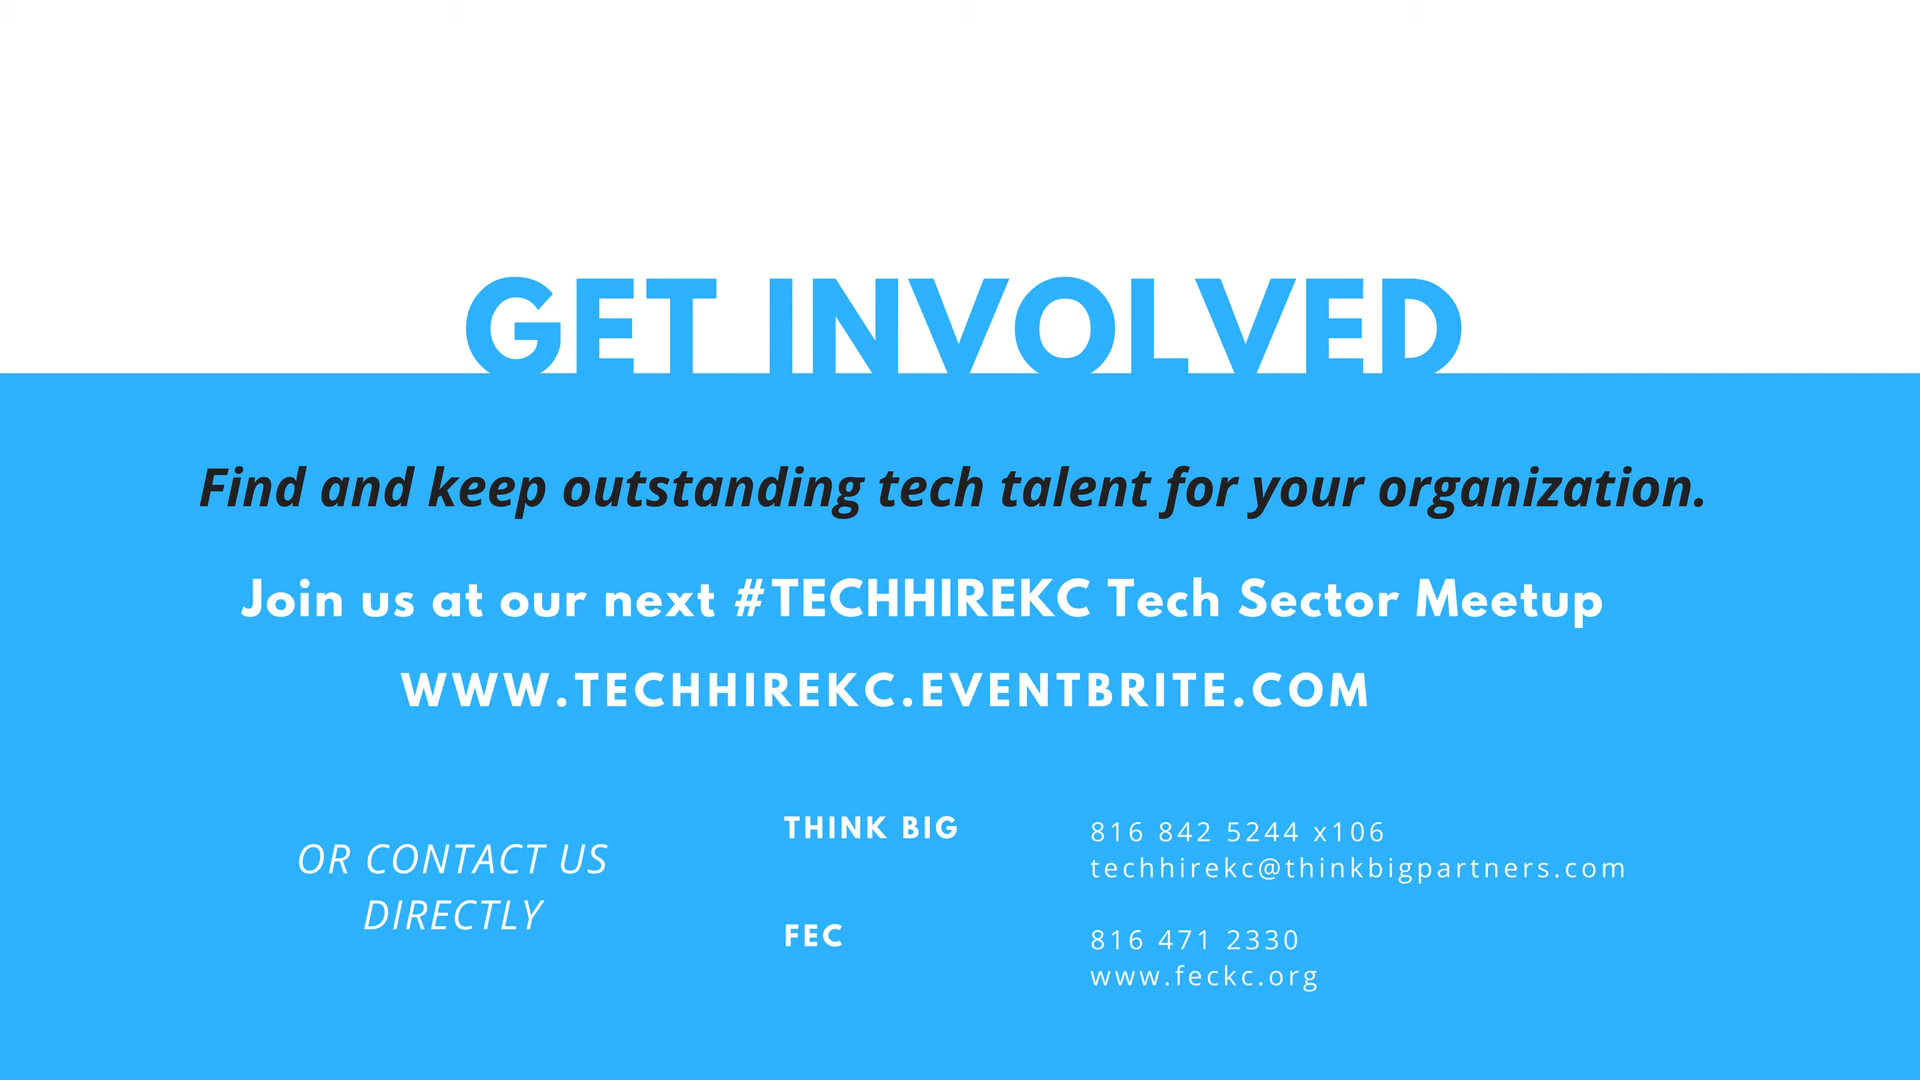 GET INVOLVED
Find and keep outstanding tech talent for your organization.
Join us at our next #TECHHIREKC Tech Sector Meetup
WWW.TECHHIREKC.EVENTBRITE.COM
OR CONTACT US
DIRECTLY
THINK BIG
816 842 5244 x106
techhirekc@thinkbigpartners.com
FEC
816 471 2330
www.feckc.org